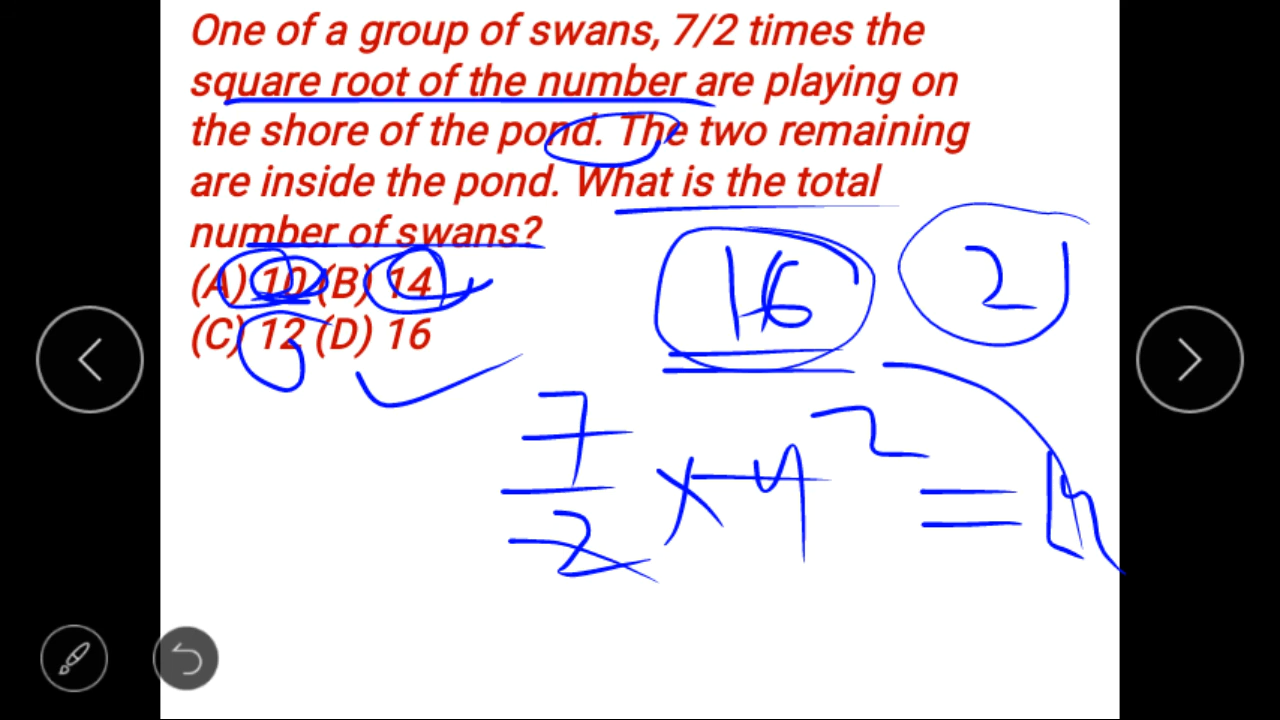 One of a group of swans, 7/2 times the
square root of the number are playing on
the shore of the pond. The two remaining
are inside the pond. What is the total
number of swans?
(A) 10 (B) 14
(C) 12 (D) 16
16 2
7
2 × 4 2 =